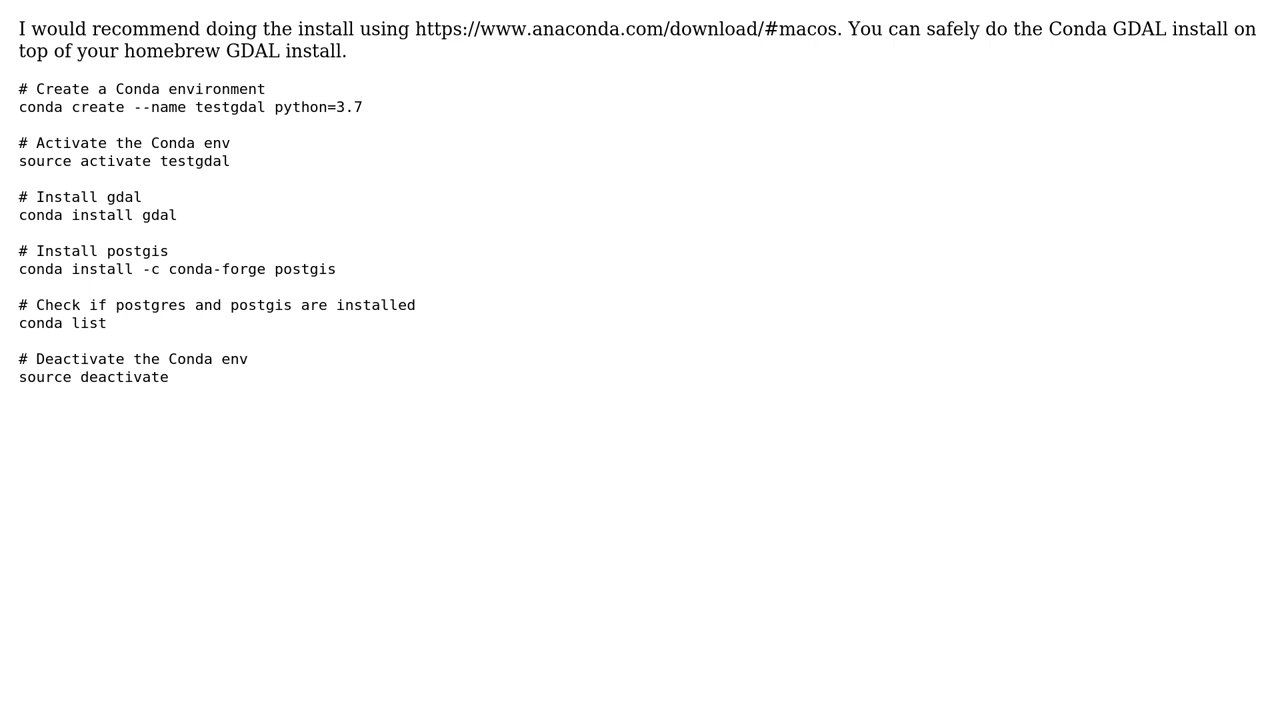 I would recommend doing the install using https://www.anaconda.com/download/#macos. You can safely do the Conda GDAL install on
top of your homebrew GDAL install.
# Create a Conda environment
conda create --name testgdal python=3.7
# Activate the Conda env
source activate testgdal
# Install gdal
conda install gdal
# Install postgis
conda install -c conda-forge postgis
# Check if postgres and postgis are installed
conda list
# Deactivate the Conda env
source deactivate